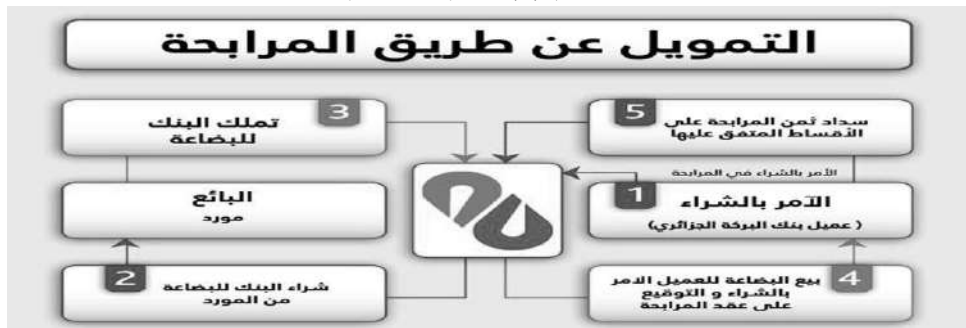 التمويل عن طريق المرابحة
5
سداد ثمن المرابحة على
الأقساط المتفق عليها
3
تملك البنك
للبضاعة
الأمر بالشراء في المرابحة
1
الآمر بالشراء
( عميل بنك البركة الجزائري)
البائع
مورد
4
بيع البضاعة للعميل الامر
بالشراء و التوقيع
على عقد المرابحة
2
شراء البنك للبضاعة
من المورد